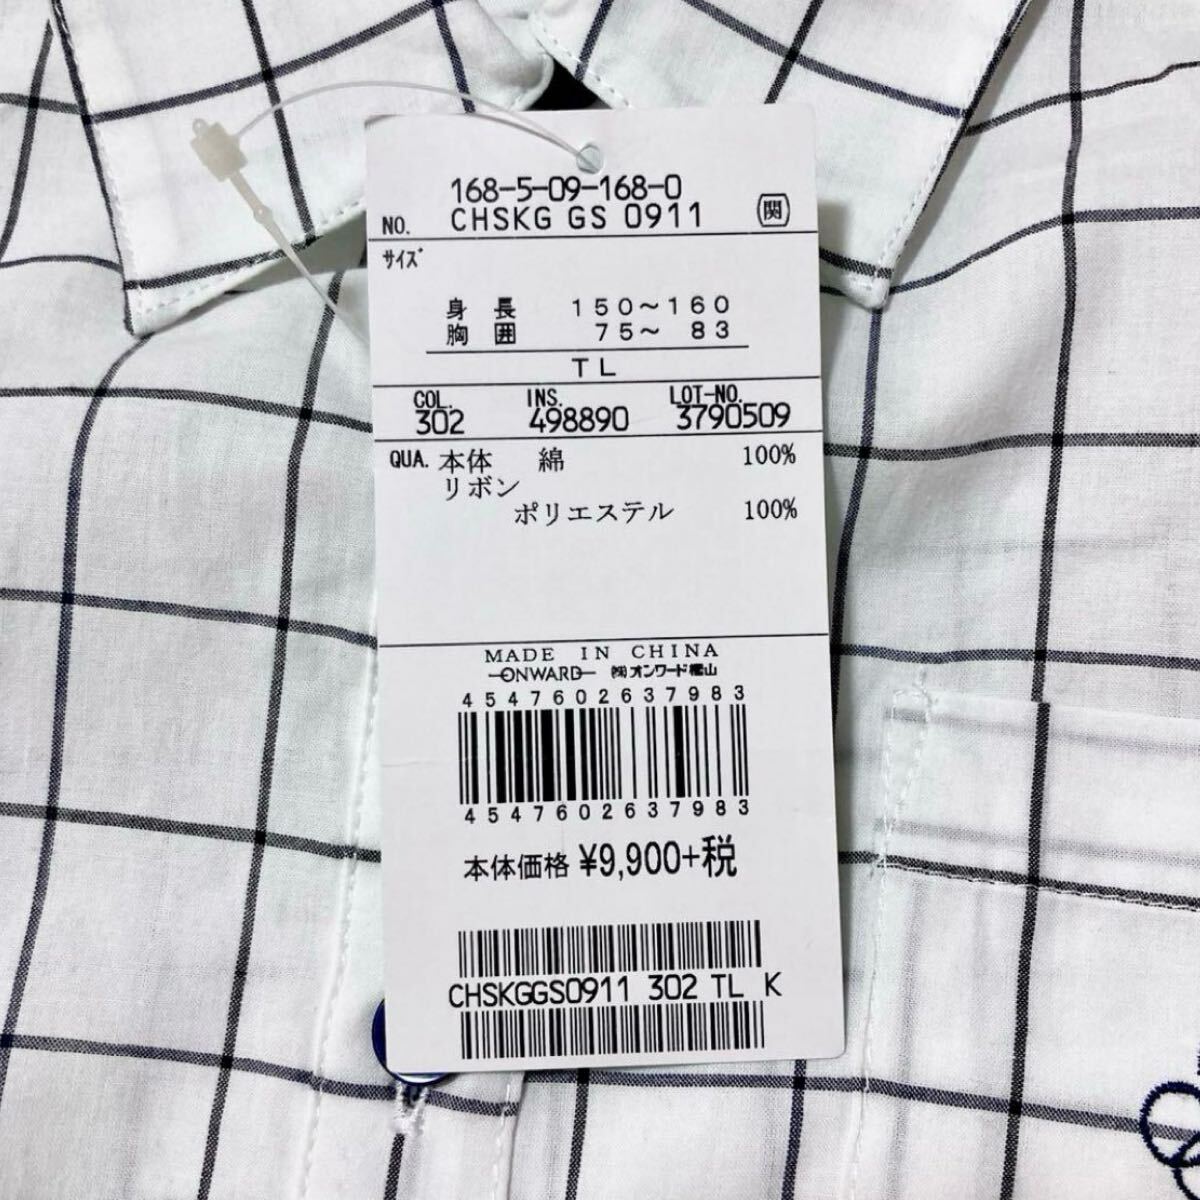 168-5-09-168-0
NO. CHSKG GS 0911 関
サイズ
身長 150～160
胸囲 75～ 83
TL
COL. INS. LOT-NO.
302 498890 3790509
QUA. 本体 綿 100%
リボン
ポリエステル 100%
MADE IN CHINA
ONWARD ㈱オンワード樫山
4547602637983
4547602637983
本体価格 ¥9,900+税
CHSKGGS0911 302 TL K